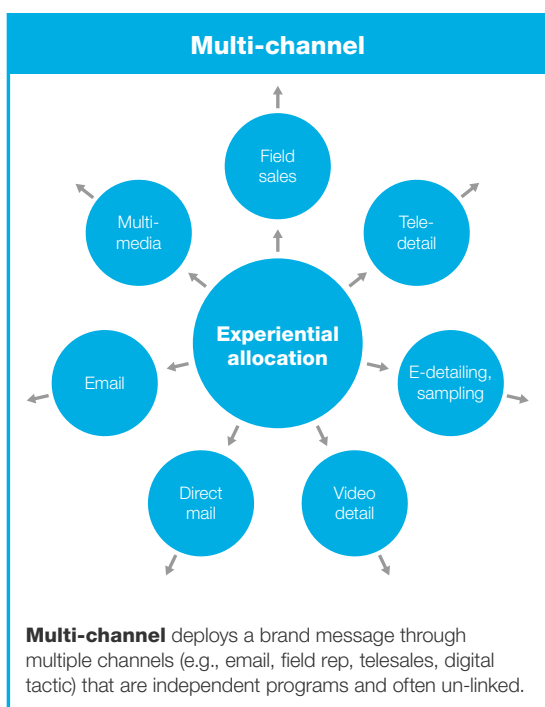 Multi-channel
Field
sales
Multi-
media
Tele-
detail
Experiential
allocation
Email
E-detailing,
sampling
Direct
mail
Video
detail
Multi-channel deploys a brand message through
multiple channels (e.g., email, field rep, telesales, digital
tactic) that are independent programs and often un-linked.